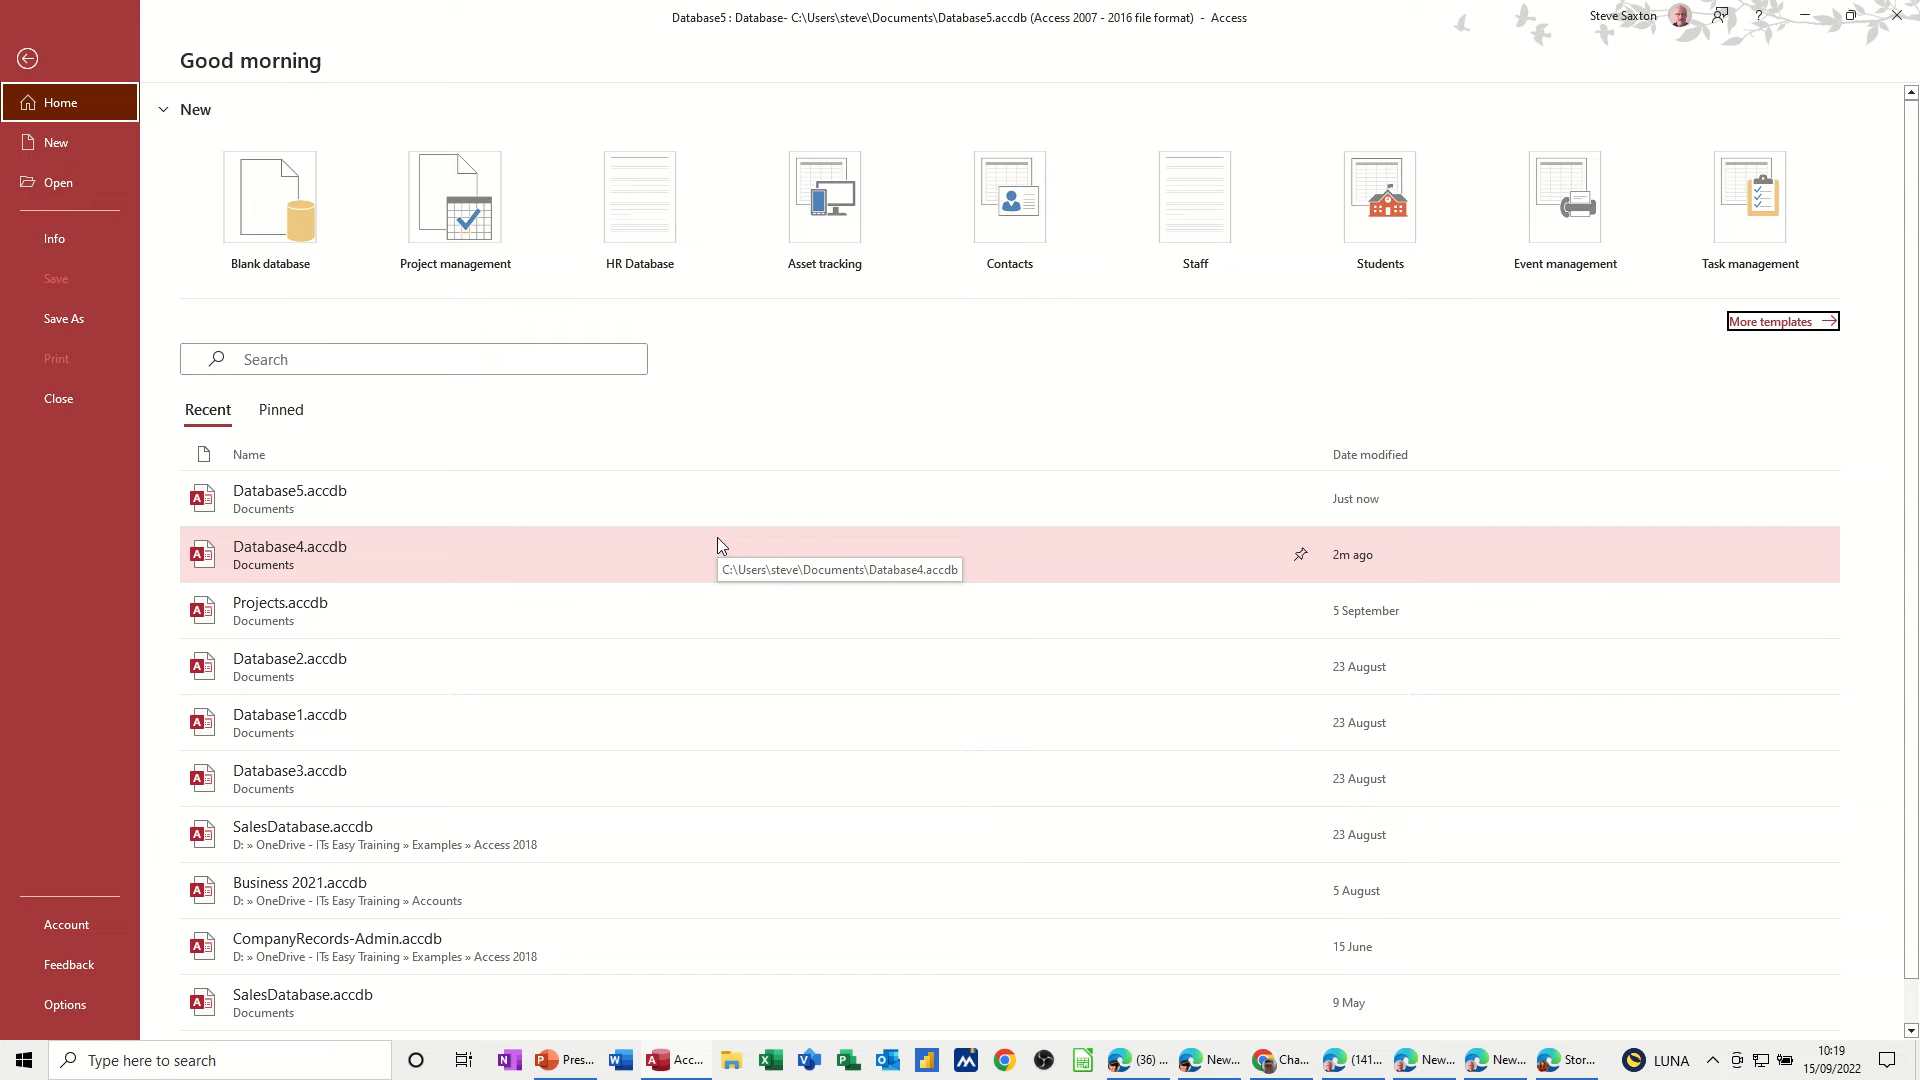 Database5 : Database- C:\Users\steve\Documents\Database5.accdb (Access 2007 - 2016 file format) - Access
Steve Saxton
?
Good morning
Home
New
Open
Info
Save
Save As
Print
Close
Account
Feedback
Options
New
Blank database
Project management
HR Database
Asset tracking
Contacts
Staff
Students
Event management
Task management
More templates
Search
Recent Pinned
Name Date modified
Database5.accdb
Documents
Just now
Database4.accdb
Documents
2m ago
C:\Users\steve\Documents\Database4.accdb
Projects.accdb
Documents
5 September
Database2.accdb
Documents
23 August
Database1.accdb
Documents
23 August
Database3.accdb
Documents
23 August
SalesDatabase.accdb
D: » OneDrive - ITs Easy Training » Examples » Access 2018
23 August
Business 2021.accdb
D: » OneDrive - ITs Easy Training » Accounts
5 August
CompanyRecords-Admin.accdb
D: » OneDrive - ITs Easy Training » Examples » Access 2018
15 June
SalesDatabase.accdb
Documents
9 May
Type here to search
Pres...
Acc...
(36) ...
New...
Cha...
(141...
New...
New...
Stor...
LUNA
10:19
15/09/2022